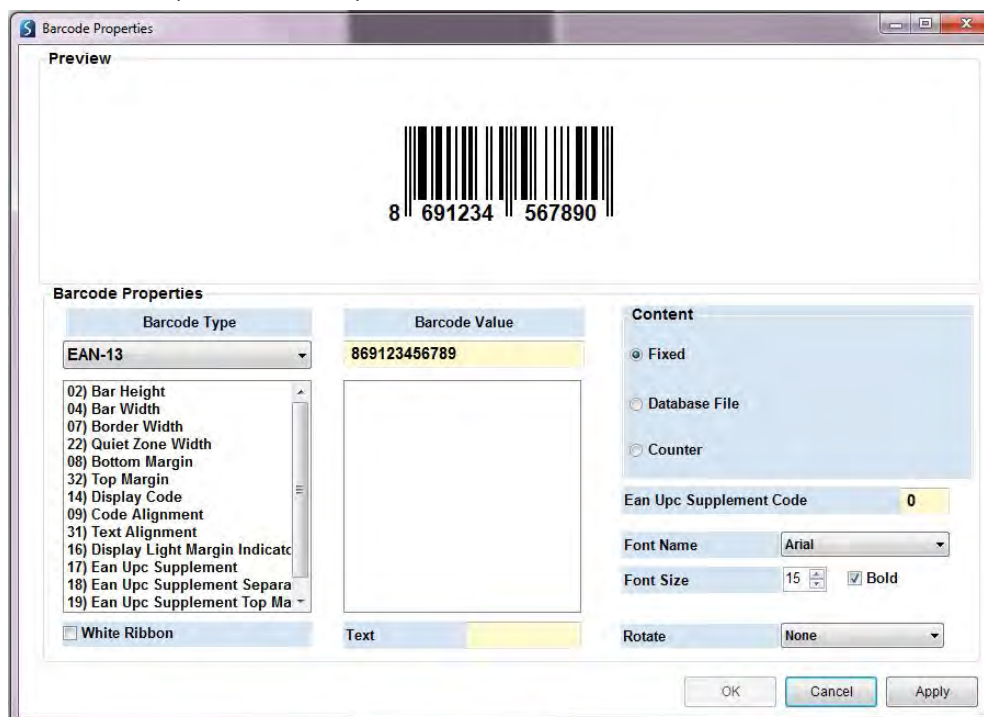 Barcode Properties
Preview
8 691234 567890
Barcode Properties
Barcode Type
EAN-13
02) Bar Height
04) Bar Width
07) Border Width
22) Quiet Zone Width
08) Bottom Margin
32) Top Margin
14) Display Code
09) Code Alignment
31) Text Alignment
16) Display Light Margin Indicatc
17) Ean Upc Supplement
18) Ean Upc Supplement Separa
19) Ean Upc Supplement Top Ma
White Ribbon
Barcode Value
869123456789
Text
Content
Fixed
Database File
Counter
Ean Upc Supplement Code 0
Font Name Arial
Font Size 15 Bold
Rotate None
OK Cancel Apply